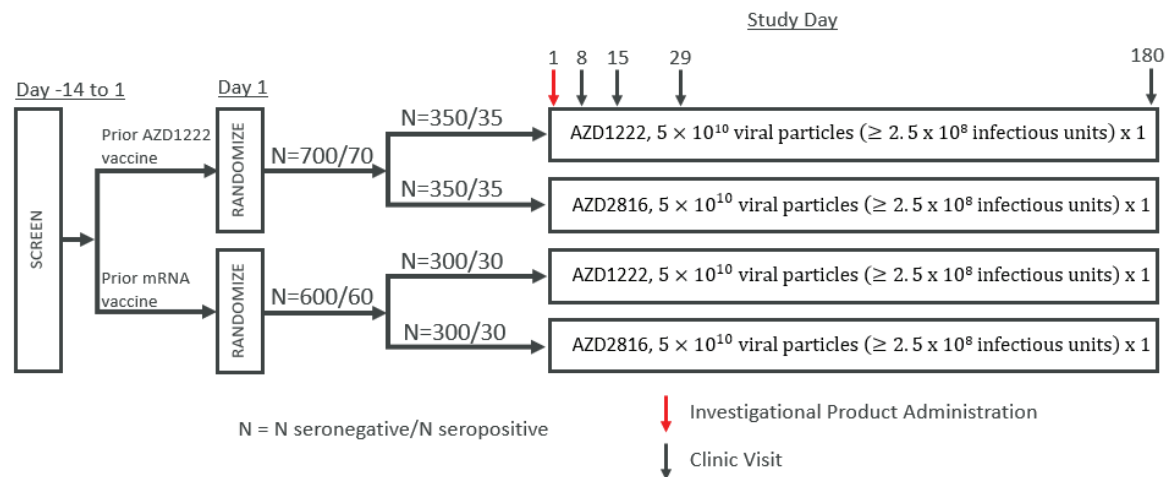 Study Day
1 8 15 29 180
Day -14 to 1
Day 1
SCREEN
Prior AZD1222
vaccine
RANDOMIZE
N=700/70
N=350/35
AZD1222, 5 × 10¹⁰ viral particles (≥ 2.5 x 10⁸ infectious units) x 1
N=350/35
AZD2816, 5 × 10¹⁰ viral particles (≥ 2.5 x 10⁸ infectious units) x 1
Prior mRNA
vaccine
RANDOMIZE
N=600/60
N=300/30
AZD1222, 5 × 10¹⁰ viral particles (≥ 2.5 x 10⁸ infectious units) x 1
N=300/30
AZD2816, 5 × 10¹⁰ viral particles (≥ 2.5 x 10⁸ infectious units) x 1
N = N seronegative/N seropositive
Investigational Product Administration
Clinic Visit